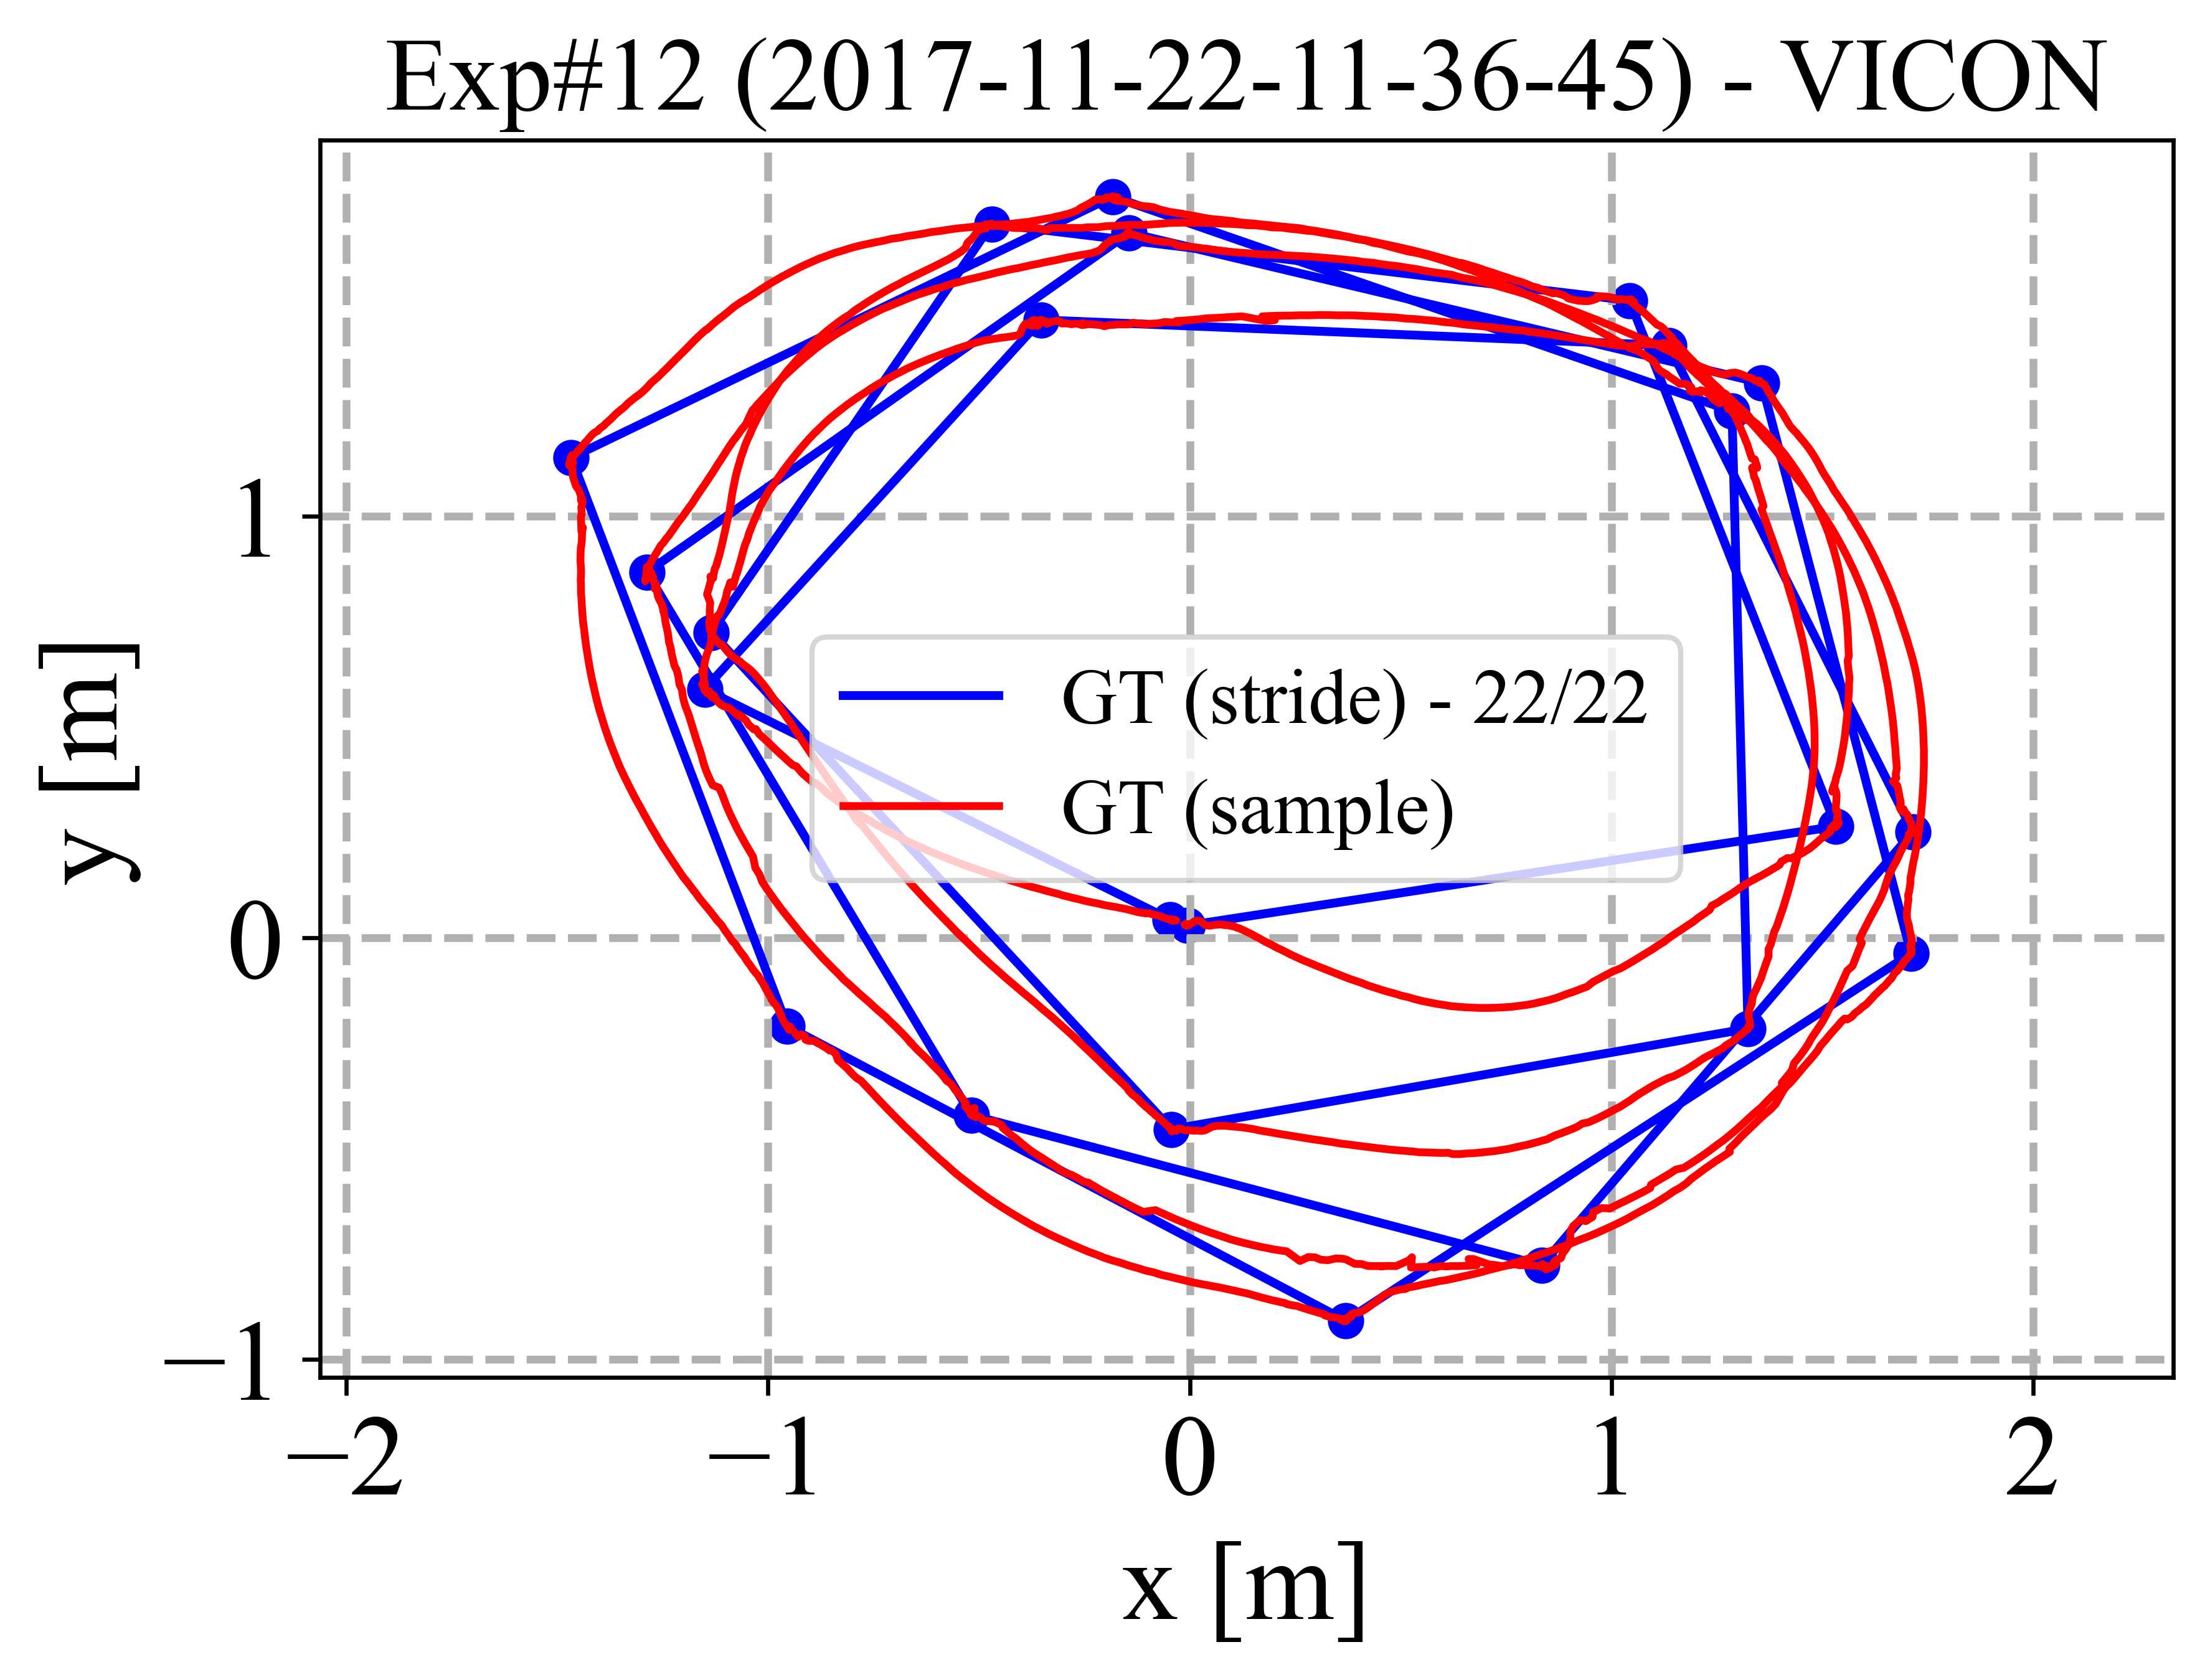 Exp#12 (2017-11-22-11-36-45) - VICON
y [m]
1
0
−1
GT (stride) - 22/22
GT (sample)
−2 −1 0 1 2
x [m]